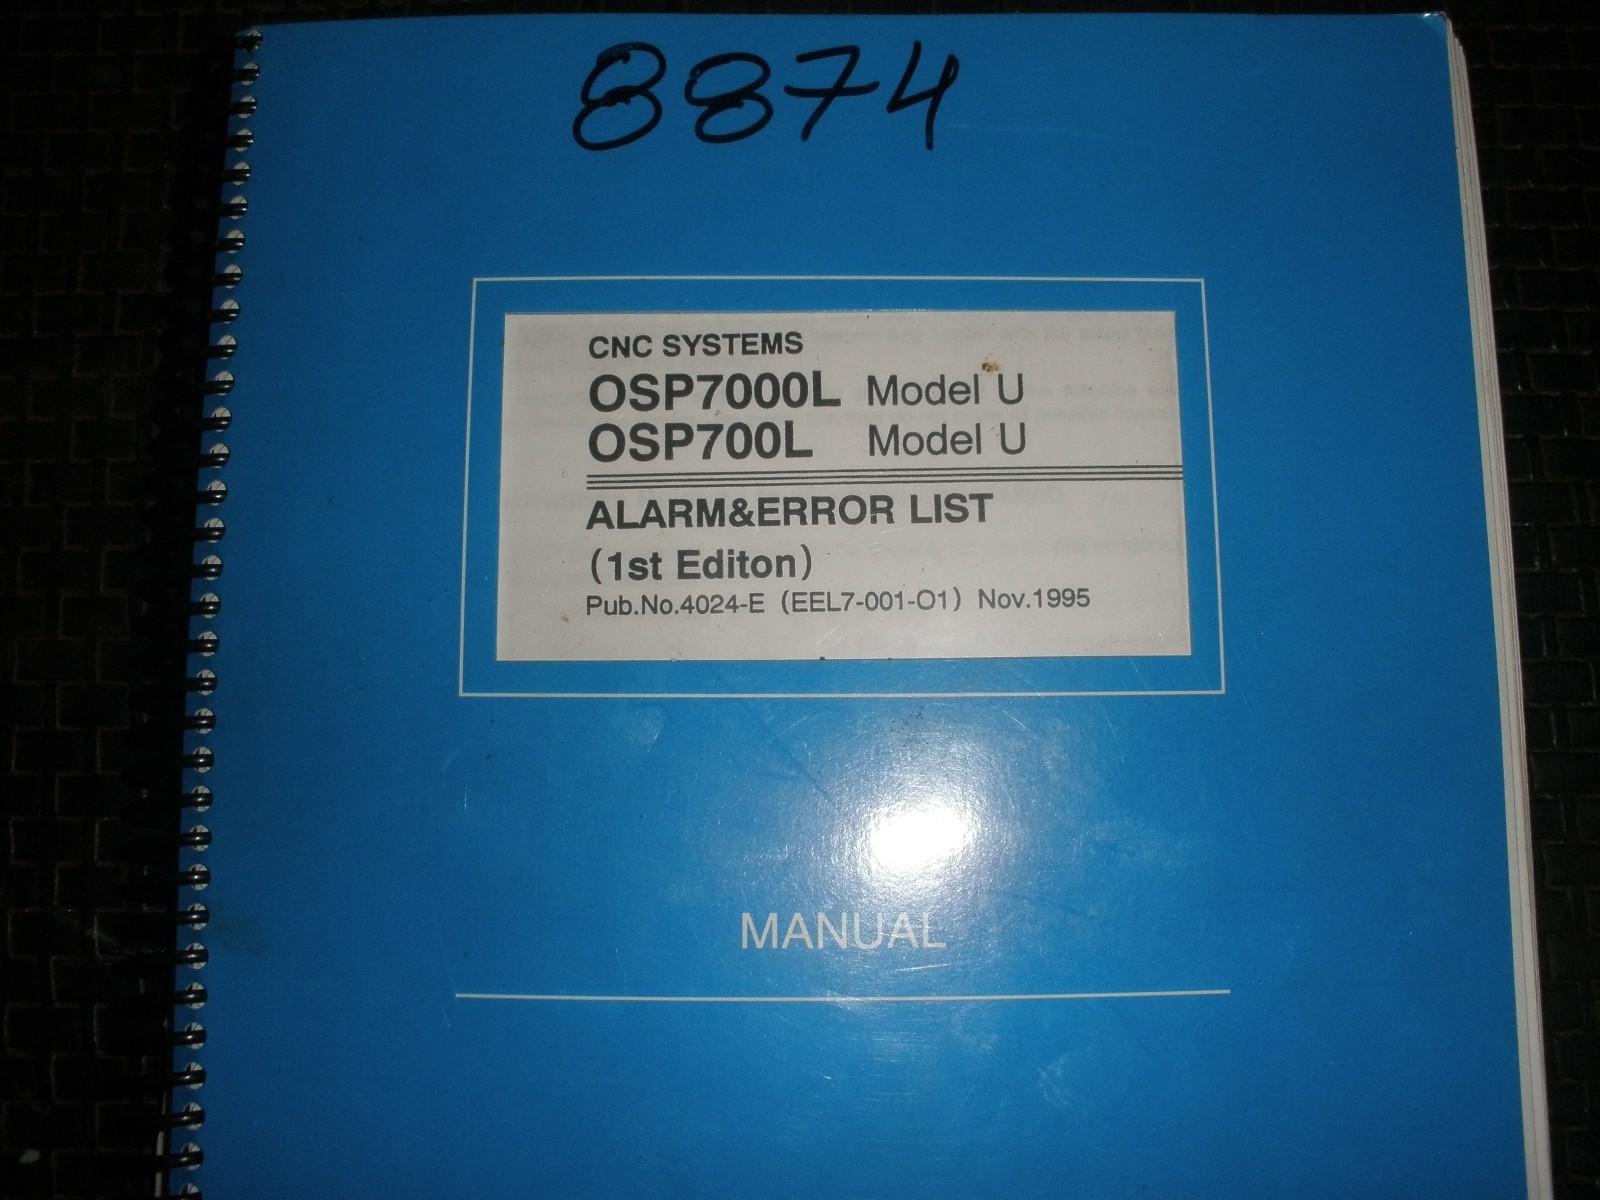 8874
CNC SYSTEMS
OSP7000L Model U
OSP700L Model U
ALARM&ERROR LIST
(1st Editon)
Pub.No.4024-E (EEL7-001-O1) Nov.1995
MANUAL